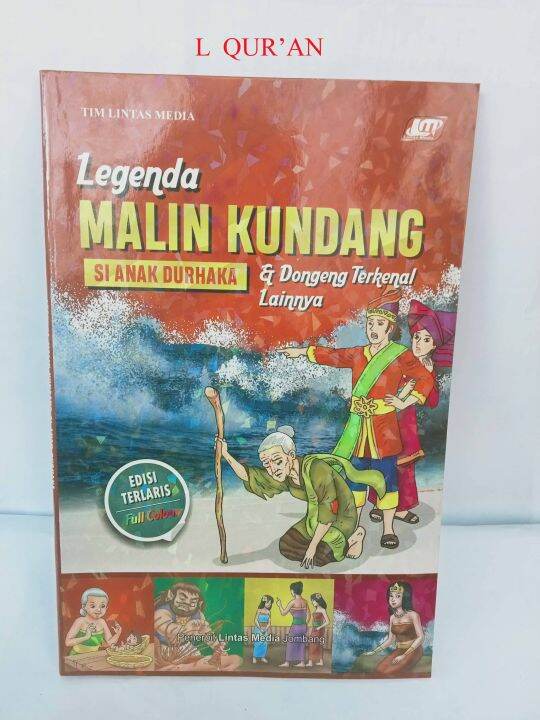 L QUR'AN
TIM LINTAS MEDIA
Legenda
MALIN KUNDANG
SI ANAK DURHAKA
& Dongeng Terkenal
Lainnya
EDISI
TERLARIS
Full Colour
Penerbit Lintas Media Jombang